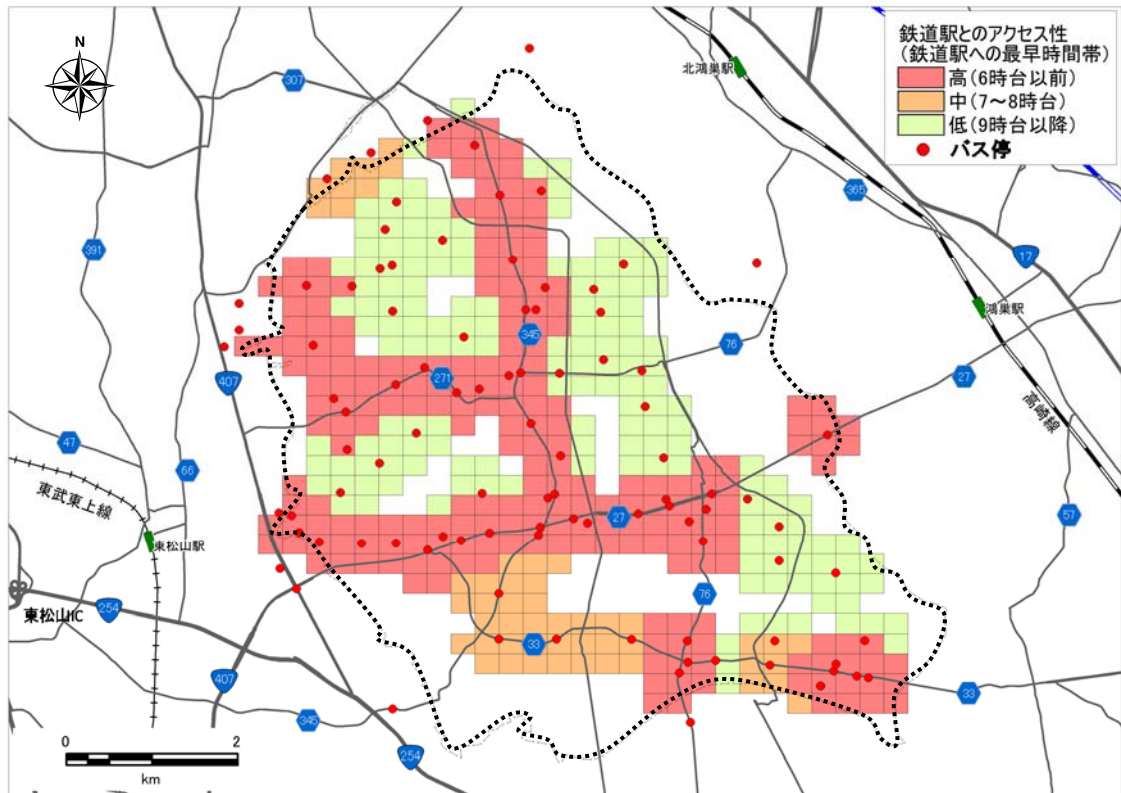 鉄道駅とのアクセス性
(鉄道駅への最早時間帯)
高(6時台以前)
中(7～8時台)
低(9時台以降)
バス停
N
307
北鴻巣駅
365
391
17
鴻巣駅
345
76
407
271
27
高崎線
47
66
東武東上線
27
57
東松山駅
東松山IC
254
76
33
407
33
345
254
0
2
km